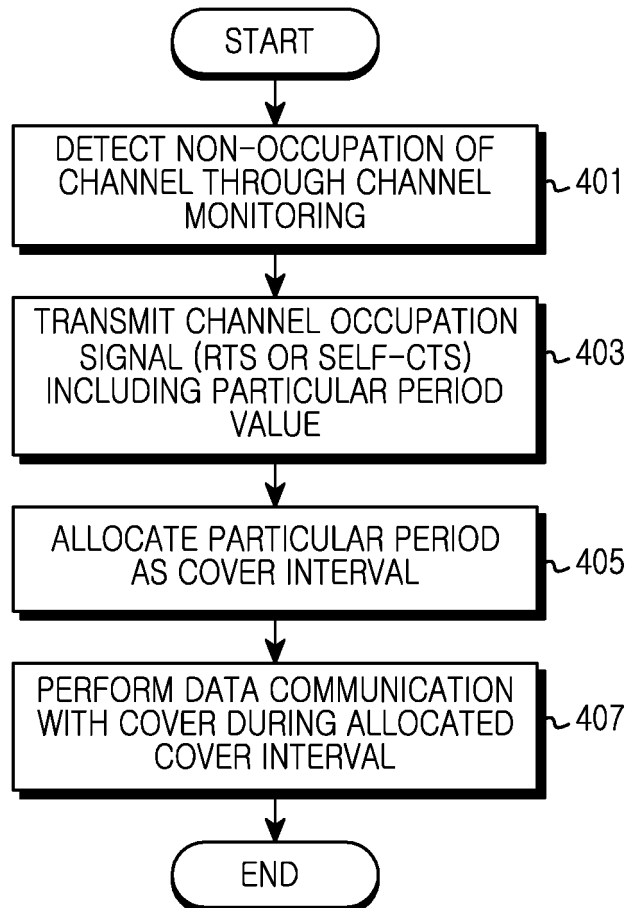 START
DETECT NON-OCCUPATION OF
CHANNEL THROUGH CHANNEL
MONITORING
401
TRANSMIT CHANNEL OCCUPATION
SIGNAL (RTS OR SELF-CTS)
INCLUDING PARTICULAR PERIOD
VALUE
403
ALLOCATE PARTICULAR PERIOD
AS COVER INTERVAL
405
PERFORM DATA COMMUNICATION
WITH COVER DURING ALLOCATED
COVER INTERVAL
407
END